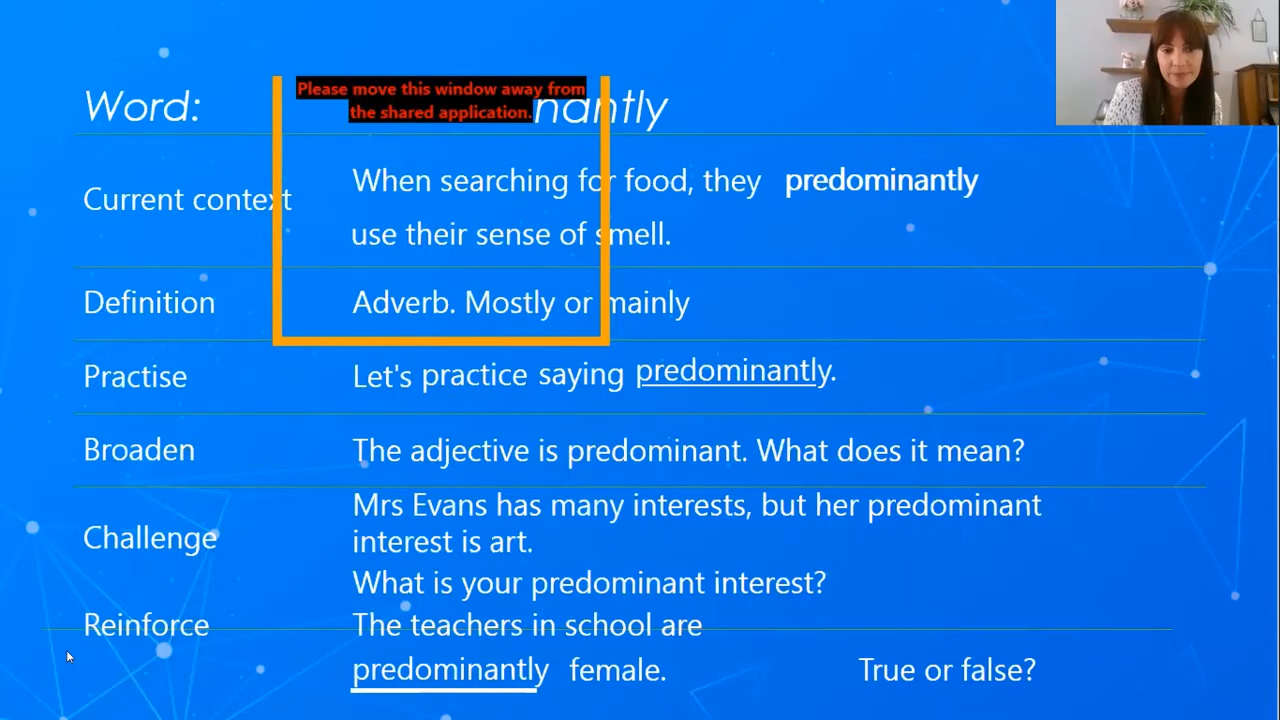 Please move this window away from
the shared application.
Word: nantly
Current context
When searching for food, they predominantly
use their sense of smell.
Definition Adverb. Mostly or mainly
Practise Let's practice saying predominantly.
Broaden The adjective is predominant. What does it mean?
Challenge
Mrs Evans has many interests, but her predominant
interest is art.
What is your predominant interest?
Reinforce The teachers in school are
predominantly female. True or false?